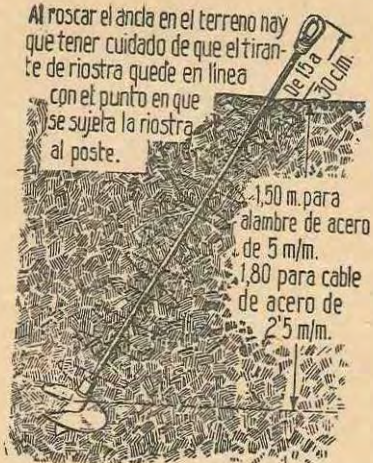 Al roscar el ancla en el terreno hay
que tener cuidado de que el tiran-
te de riostra quede en línea
con el punto en que
se sujeta la riostra
al poste.
De 15 a
30 c/m.
1,50 m. para
alambre de acero
de 5 m/m.
1,80 para cable
de acero de
2'5 m/m.